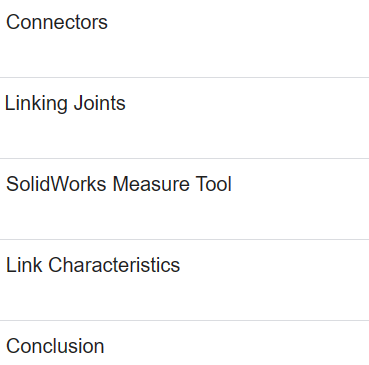 Connectors
Linking Joints
SolidWorks Measure Tool
Link Characteristics
Conclusion